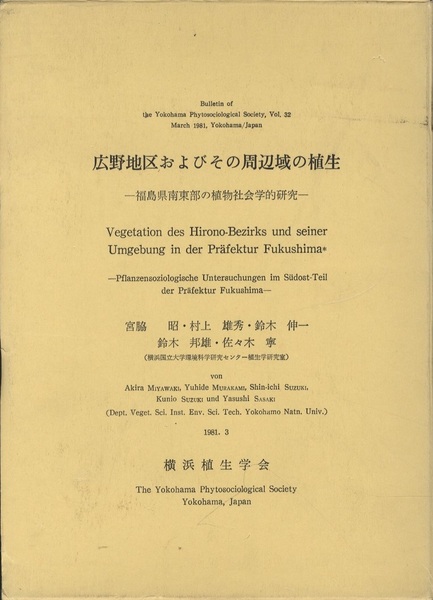 Bulletin of
the Yokohama Phytosociological Society, Vol. 32
March 1981, Yokohama/Japan
広野地区およびその周辺域の植生
—福島県南東部の植物社会学的研究—
Vegetation des Hirono-Bezirks und seiner
Umgebung in der Präfektur Fukushima*
—Pflanzensoziologische Untersuchungen im Südost-Teil
der Präfektur Fukushima—
宮脇 昭・村上 雄秀・鈴木 伸一
鈴木 邦雄・佐々木 寧
(横浜国立大学環境科学研究センター植生学研究室)
von
Akira MIYAWAKI, Yuhide MURAKAMI, Shin-ichi SUZUKI,
Kunio SUZUKI und Yasushi SASAKI
(Dept. Veget. Sci. Inst. Env. Sci. Tech. Yokohama Natn. Univ.)
1981. 3
横浜植生学会
The Yokohama Phytosociological Society
Yokohama, Japan